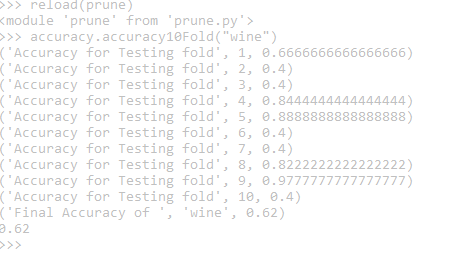 >>> reload(prune)
<module 'prune' from 'prune.py'>
>>> accuracy.accuracy10Fold("wine")
('Accuracy for Testing fold', 1, 0.6666666666666666)
('Accuracy for Testing fold', 2, 0.4)
('Accuracy for Testing fold', 3, 0.4)
('Accuracy for Testing fold', 4, 0.8444444444444444)
('Accuracy for Testing fold', 5, 0.8888888888888888)
('Accuracy for Testing fold', 6, 0.4)
('Accuracy for Testing fold', 7, 0.4)
('Accuracy for Testing fold', 8, 0.8222222222222222)
('Accuracy for Testing fold', 9, 0.9777777777777777)
('Accuracy for Testing fold', 10, 0.4)
('Final Accuracy of ', 'wine', 0.62)
0.62
>>>